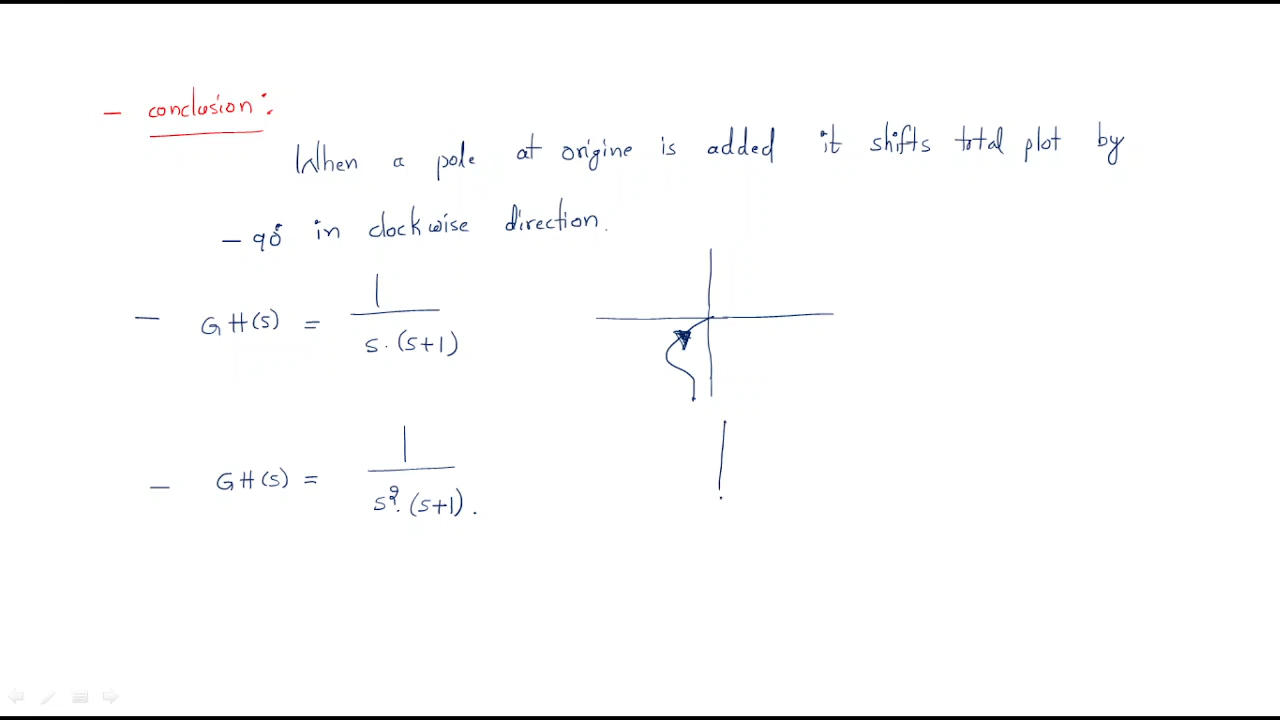 - conclusion:
When a pole at origine is added it shifts total plot by
- 90° in clockwise direction.
- GH(s) = 1 / s.(s+1)
- GH(s) = 1 / s².(s+1).